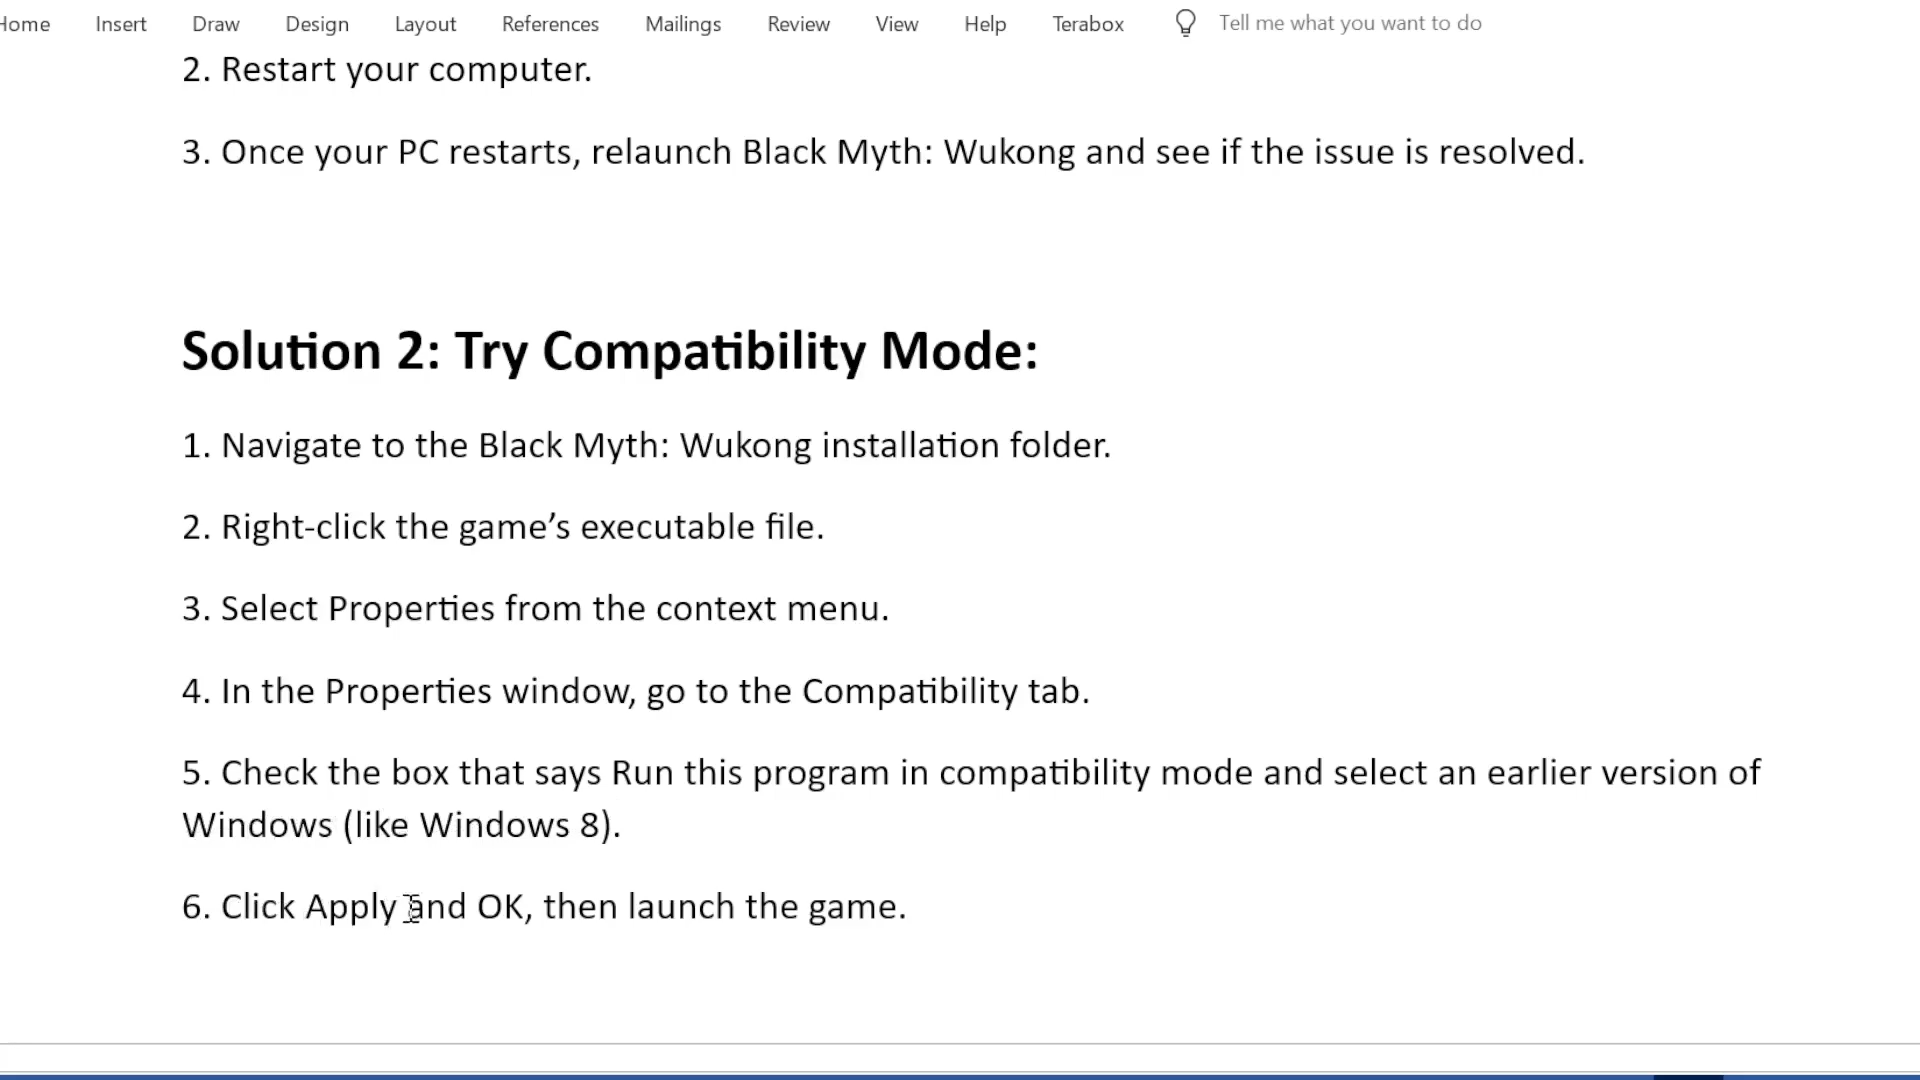 Home Insert Draw Design Layout References Mailings Review View Help Terabox Tell me what you want to do
2. Restart your computer.
3. Once your PC restarts, relaunch Black Myth: Wukong and see if the issue is resolved.
Solution 2: Try Compatibility Mode:
1. Navigate to the Black Myth: Wukong installation folder.
2. Right-click the game’s executable file.
3. Select Properties from the context menu.
4. In the Properties window, go to the Compatibility tab.
5. Check the box that says Run this program in compatibility mode and select an earlier version of
Windows (like Windows 8).
6. Click Apply and OK, then launch the game.